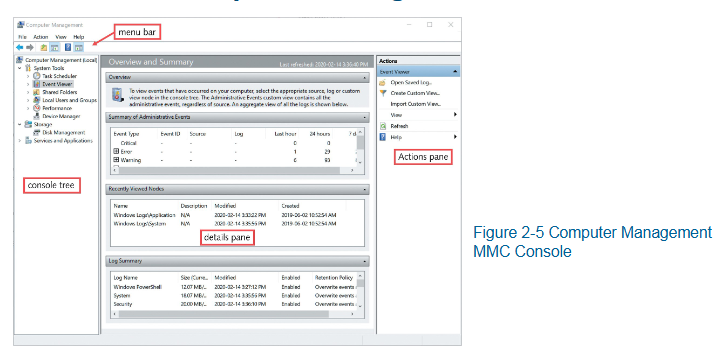 Computer Management
File Action View Help
menu bar
Computer Management (Local)
System Tools
Task Scheduler
Event Viewer
Shared Folders
Local Users and Groups
Performance
Device Manager
Storage
Disk Management
Services and Applications
console tree
Overview and Summary
Last refreshed: 2020-02-14 3:36:40 PM
Overview
To view events that have occurred on your computer, select the appropriate source, log or custom
view node in the console tree. The Administrative Events custom view contains all the
administrative events, regardless of source. An aggregate view of all the logs is shown below.
Summary of Administrative Events
Event Type Event ID Source Log Last hour 24 hours 7 d
Critical - - - 0 0
Error - - - 1 29
Warning - - - 6 93
Recently Viewed Nodes
Name Description Modified Created
Windows Logs\Application N/A 2020-02-14 3:33:22 PM 2019-06-02 10:52:54 AM
Windows Logs\System N/A 2020-02-14 3:35:56 PM 2019-06-02 10:52:54 AM
details pane
Log Summary
Log Name Size (Curre... Modified Enabled Retention Policy
Windows PowerShell 12.07 MB/... 2020-02-14 3:27:12 PM Enabled Overwrite events
System 18.07 MB/... 2020-02-14 3:35:56 PM Enabled Overwrite events
Security 20.00 MB/... 2020-02-14 3:36:10 PM Enabled Overwrite events
Actions
Event Viewer
Open Saved Log...
Create Custom View...
Import Custom View...
View
Refresh
Help
Actions pane
Figure 2-5 Computer Management
MMC Console